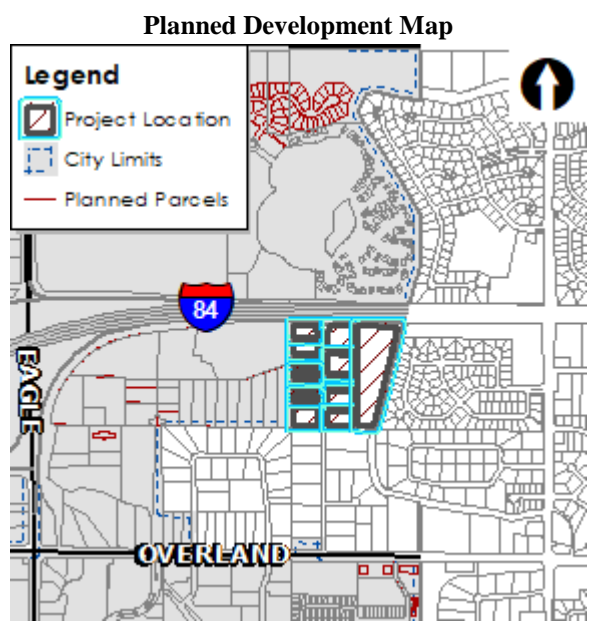 Planned Development Map
Legend
Project Location
City Limits
Planned Parcels
84
EAGLE
OVERLAND